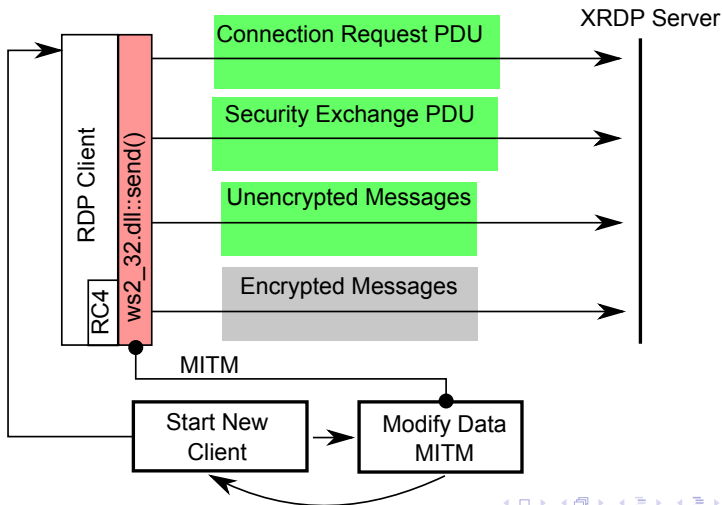 XRDP Server
Connection Request PDU
Security Exchange PDU
Unencrypted Messages
Encrypted Messages
RDP Client
RC4
ws2_32.dll::send()
MITM
Start New
Client
Modify Data
MITM